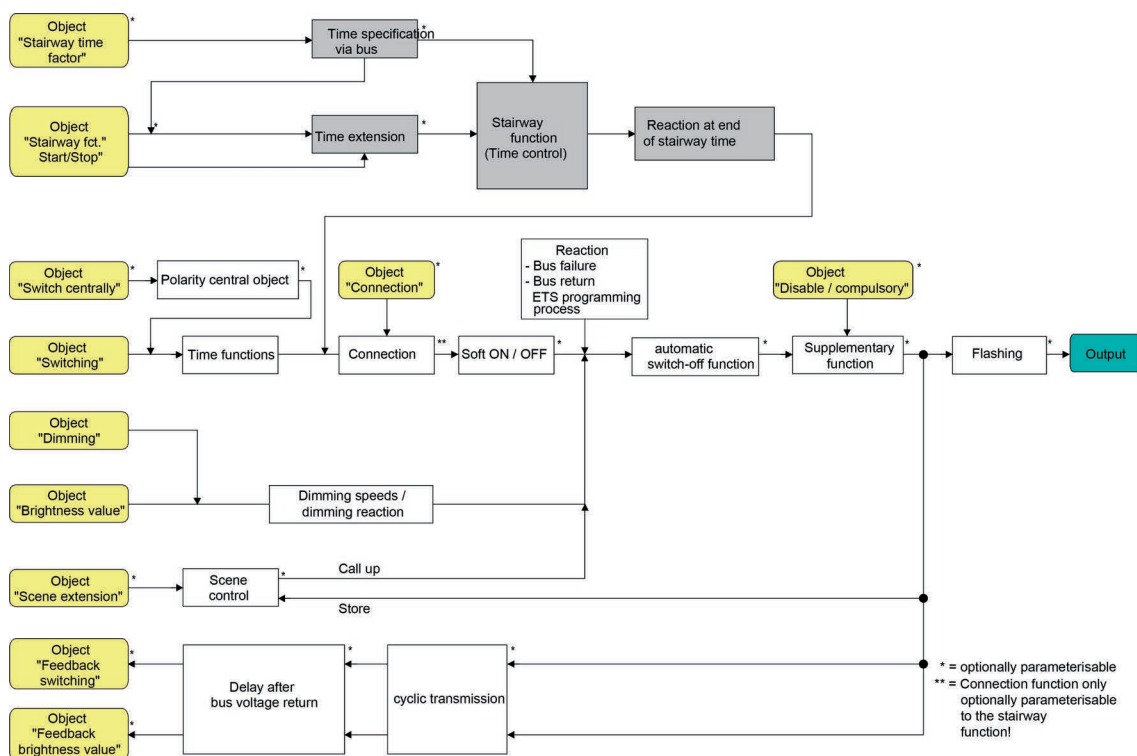 Object
"Stairway time
factor"
*
Time specification
via bus
*
Object
"Stairway fct."
Start/Stop"
*
Time extension
*
Stairway
function
(Time control)
Reaction at end
of stairway time
Object
"Switch centrally"
*
Polarity central object
*
Object
"Connection"
*
Reaction
- Bus failure
- Bus return
ETS programming
process
Object
"Disable / compulsory"
*
Object
"Switching"
Time functions
Connection
**
Soft ON / OFF
*
automatic
switch-off function
*
Supplementary
function
*
Flashing
*
Output
Object
"Dimming"
Object
"Brightness value"
Dimming speeds /
dimming reaction
Object
"Scene extension"
*
Scene
control
*
Call up
Store
Object
"Feedback
switching"
*
Delay after
bus voltage return
*
cyclic transmission
*
Object
"Feedback
brightness value"
*
* = optionally parameterisable
** = Connection function only
optionally parameterisable
to the stairway
function!